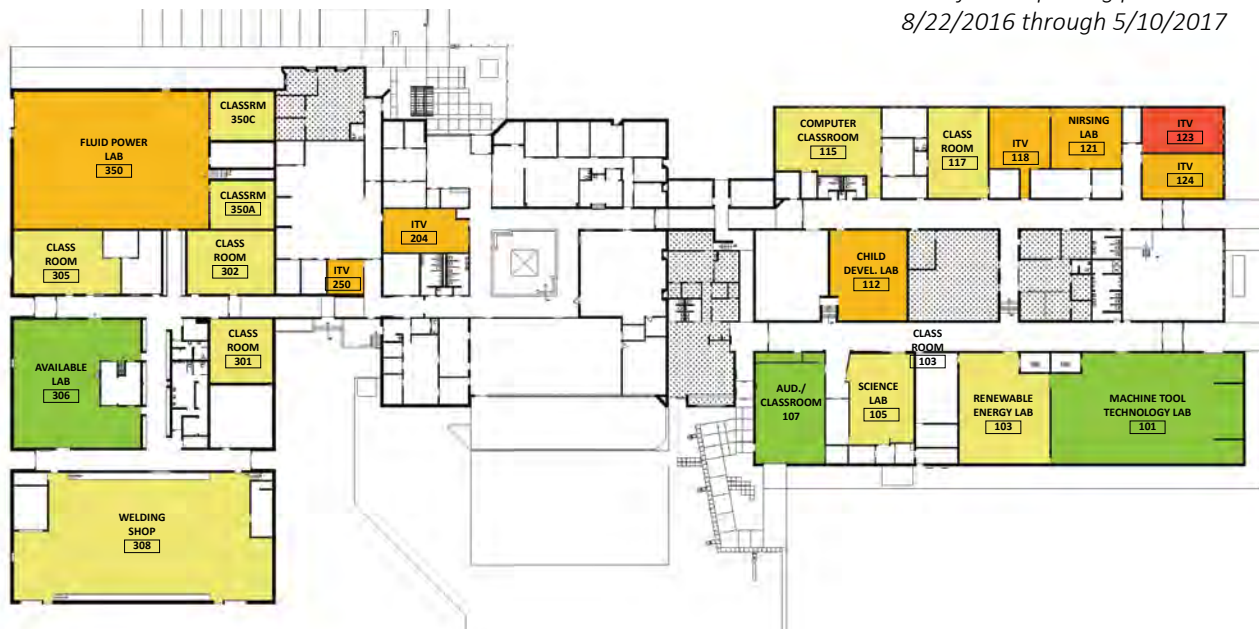 8/22/2016 through 5/10/2017
CLASSRM
350C
FLUID POWER
LAB
350
CLASSRM
350A
CLASS
ROOM
305
CLASS
ROOM
302
ITV
250
ITV
204
AVAILABLE
LAB
306
CLASS
ROOM
301
WELDING
SHOP
308
COMPUTER
CLASSROOM
115
CLASS
ROOM
117
ITV
118
NIRSING
LAB
121
ITV
123
ITV
124
CHILD
DEVEL. LAB
112
CLASS
ROOM
103
AUD./
CLASSROOM
107
SCIENCE
LAB
105
RENEWABLE
ENERGY LAB
103
MACHINE TOOL
TECHNOLOGY LAB
101